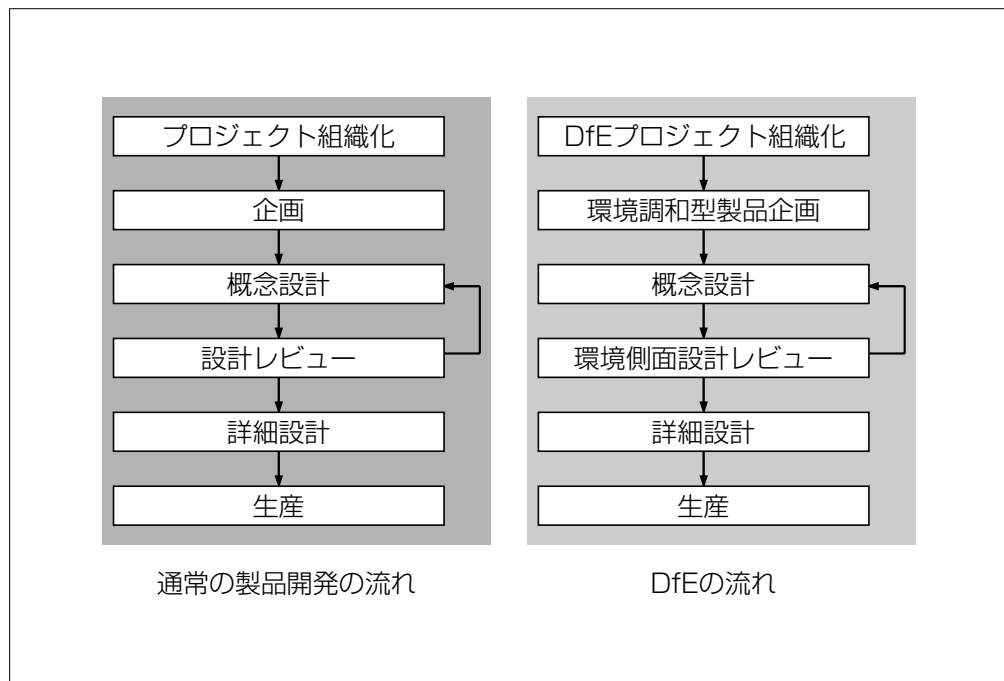 プロジェクト組織化
企画
概念設計
設計レビュー
詳細設計
生産
通常の製品開発の流れ
DfEプロジェクト組織化
環境調和型製品企画
概念設計
環境側面設計レビュー
詳細設計
生産
DfEの流れ